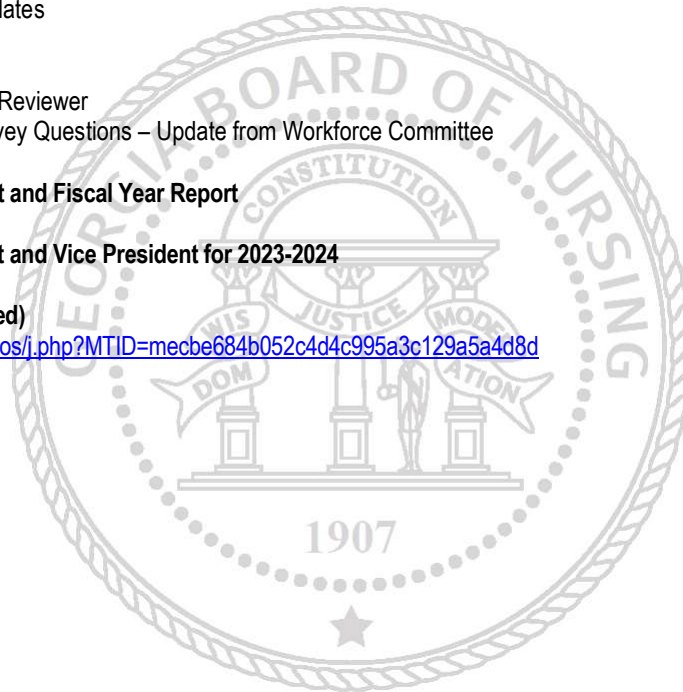 lates
Reviewer
vey Questions – Update from Workforce Committee
t and Fiscal Year Report
t and Vice President for 2023-2024
ed)
os/j.php?MTID=mecbe684b052c4d4c995a3c129a5a4d8d
GEORGIA BOARD OF NURSING
CONSTITUTION
WISDOM JUSTICE MODERATION
1907